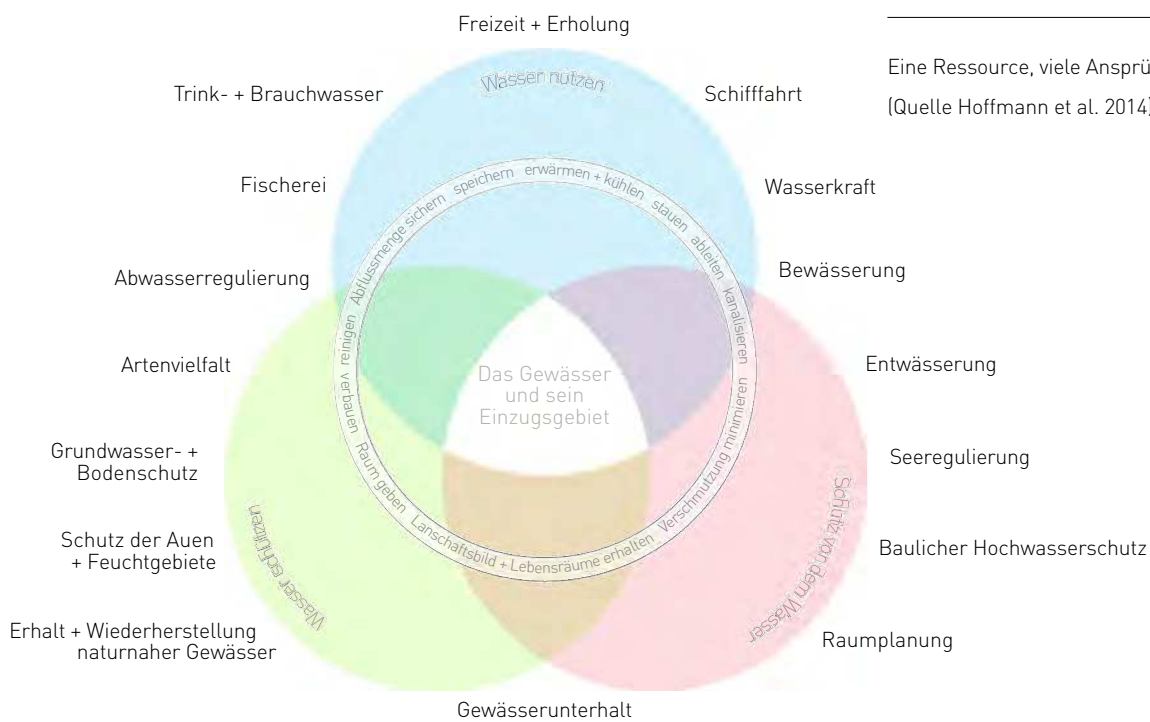 Freizeit + Erholung
Eine Ressource, viele Ansprü
(Quelle Hoffmann et al. 2014)
Wasser nutzen
Trink- + Brauchwasser
Schifffahrt
Fischerei
Wasserkraft
Abwasserregulierung
Bewässerung
Artenvielfalt
Entwässerung
Grundwasser- +
Bodenschutz
Seeregulierung
Schutz der Auen
+ Feuchtgebiete
Baulicher Hochwasserschutz
Erhalt + Wiederherstellung
naturnaher Gewässer
Raumplanung
Gewässerunterhalt
Wasser schützen
Schutz vor dem Wasser
reinigen Abflussmenge sichern speichern erwärmen + kühlen stauen ableiten kanalisieren
verbauen Raum geben Lanschaftsbild + Lebensräume erhalten Verschmutzung minimieren
Das Gewässer
und sein
Einzugsgebiet